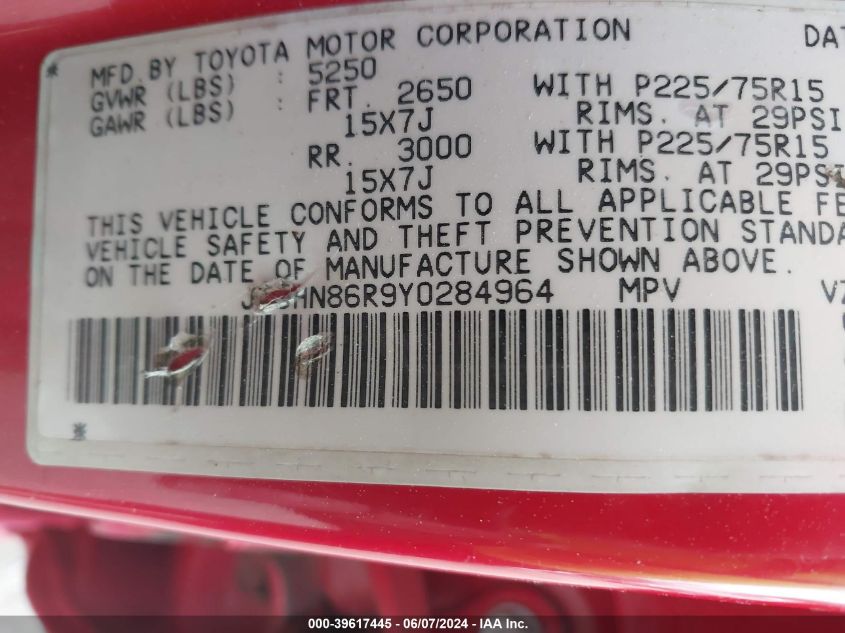 MFD.BY TOYOTA MOTOR CORPORATION DAT
GVWR (LBS) : 5250
GAWR (LBS) : FRT. 2650 WITH P225/75R15
15X7J RIMS. AT 29PSI
RR. 3000 WITH P225/75R15
15X7J RIMS. AT 29PSI
THIS VEHICLE CONFORMS TO ALL APPLICABLE FE
VEHICLE SAFETY AND THEFT PREVENTION STANDA
ON THE DATE OF MANUFACTURE SHOWN ABOVE.
HN86R9Y0284964 MPV VZ
000-39617445 - 06/07/2024 - IAA Inc.